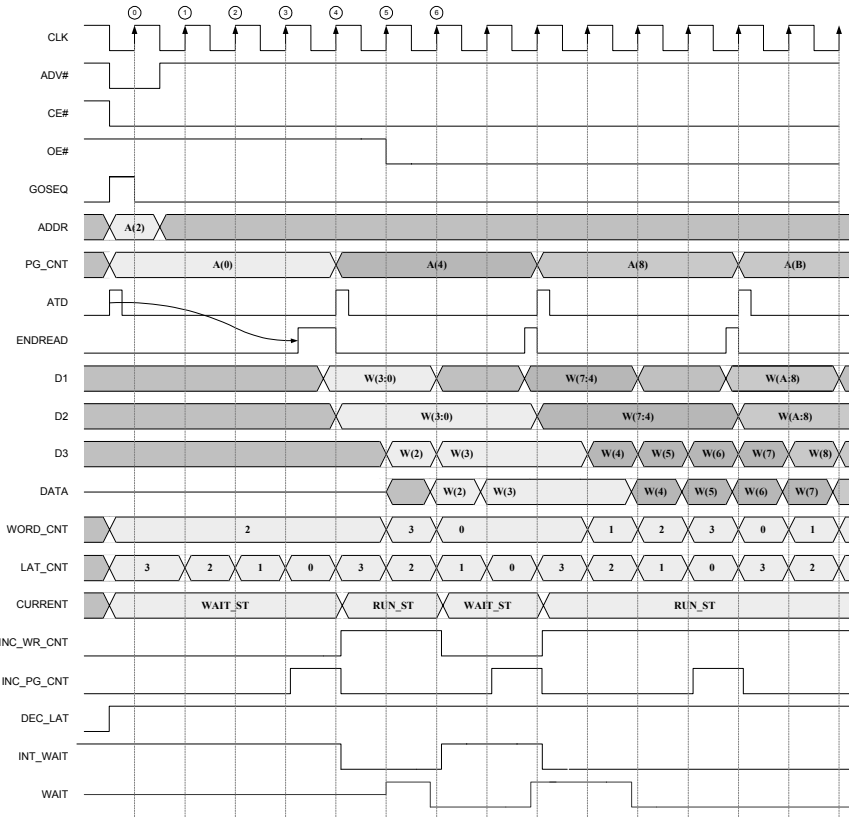 0 1 2 3 4 5 6
CLK
ADV#
CE#
OE#
GOSEQ
ADDR A(2)
PG_CNT A(0) A(4) A(8) A(B)
ATD
ENDREAD
D1 W(3:0) W(7:4) W(A:8)
D2 W(3:0) W(7:4) W(A:8)
D3 W(2) W(3) W(4) W(5) W(6) W(7) W(8)
DATA W(2) W(3) W(4) W(5) W(6) W(7)
WORD_CNT 2 3 0 1 2 3 0 1
LAT_CNT 3 2 1 0 3 2 1 0 3 2 1 0 3 2
CURRENT WAIT_ST RUN_ST WAIT_ST RUN_ST
INC_WR_CNT
INC_PG_CNT
DEC_LAT
INT_WAIT
WAIT